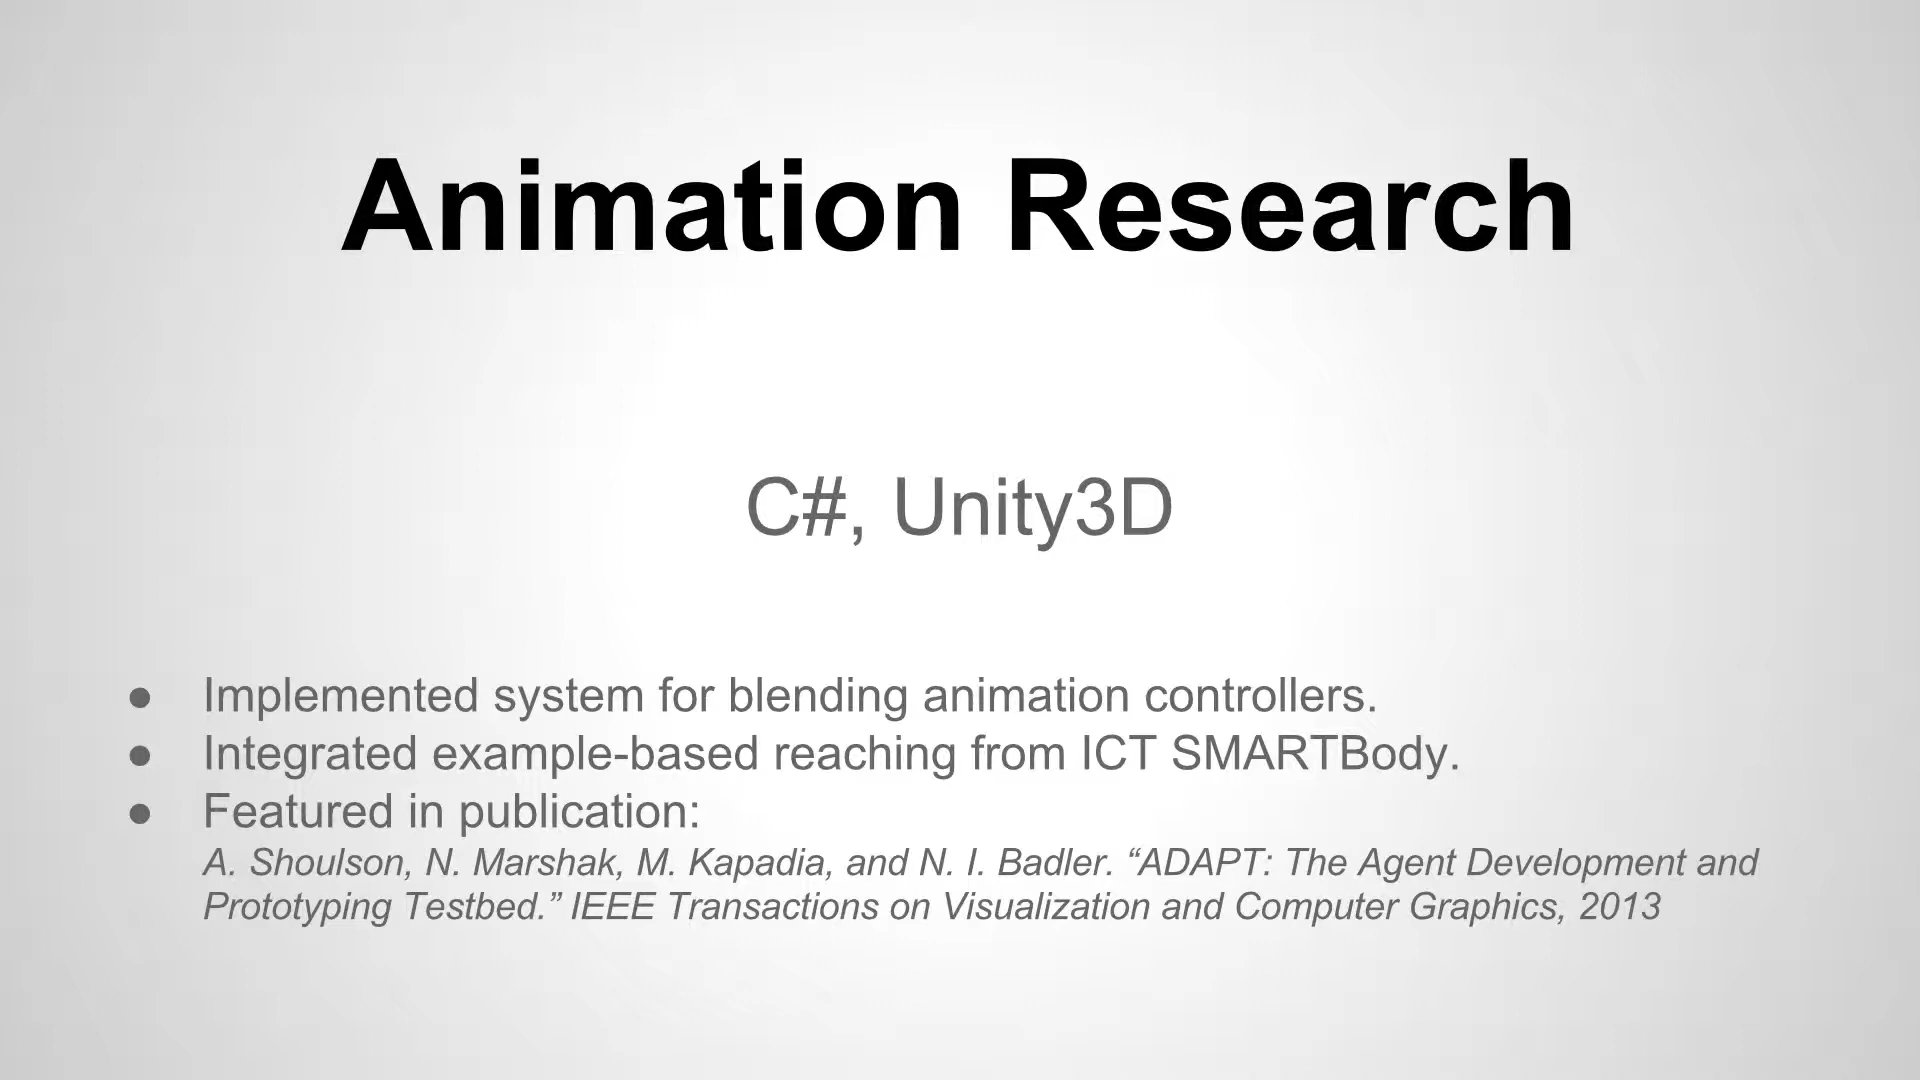 Animation Research
C#, Unity3D
● Implemented system for blending animation controllers.
● Integrated example-based reaching from ICT SMARTBody.
● Featured in publication:
A. Shoulson, N. Marshak, M. Kapadia, and N. I. Badler. “ADAPT: The Agent Development and
Prototyping Testbed.” IEEE Transactions on Visualization and Computer Graphics, 2013